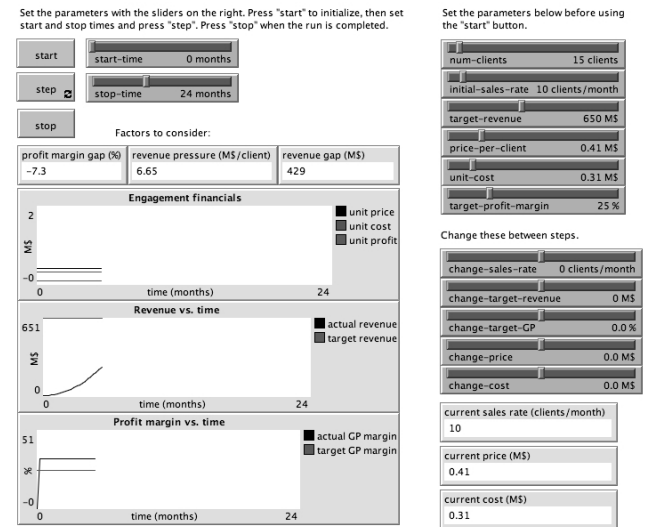 Set the parameters with the sliders on the right. Press "start" to initialize, then set
start and stop times and press "step". Press "stop" when the run is completed.
start
start-time 0 months
step
stop-time 24 months
stop
Factors to consider:
profit margin gap (%)
-7.3
revenue pressure (M$/client)
6.65
revenue gap (M$)
429
Engagement financials
2
M$
-0
0
time (months)
24
unit price
unit cost
unit profit
Revenue vs. time
651
M$
0
0
time (months)
24
actual revenue
target revenue
Profit margin vs. time
51
%
-0
0
time (months)
24
actual GP margin
target GP margin
Set the parameters below before using
the "start" button.
num-clients 15 clients
initial-sales-rate 10 clients/month
target-revenue 650 M$
price-per-client 0.41 M$
unit-cost 0.31 M$
target-profit-margin 25 %
Change these between steps.
change-sales-rate 0 clients/month
change-target-revenue 0 M$
change-target-GP 0.0 %
change-price 0.0 M$
change-cost 0.0 M$
current sales rate (clients/month)
10
current price (M$)
0.41
current cost (M$)
0.31